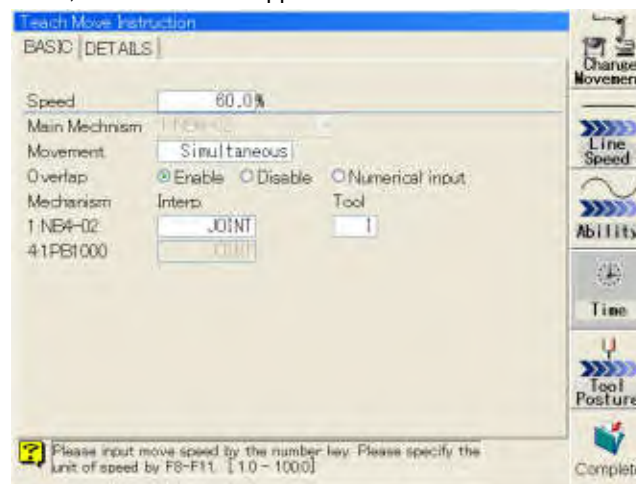 Teach Move Instruction
BASIC DETAILS
Speed 60.0%
Main Mechnism
Movement Simultaneous
Overlap Enable Disable Numerical input
Mechanism Interp. Tool
1:NB4-02 JOINT 1
4:1PB1000 JOINT
Please input move speed by the number key. Please specify the
unit of speed by F8-F11. [1.0 - 100.0]
Change
Movemen
Line
Speed
Ability
Time
Tool
Posture
Complete